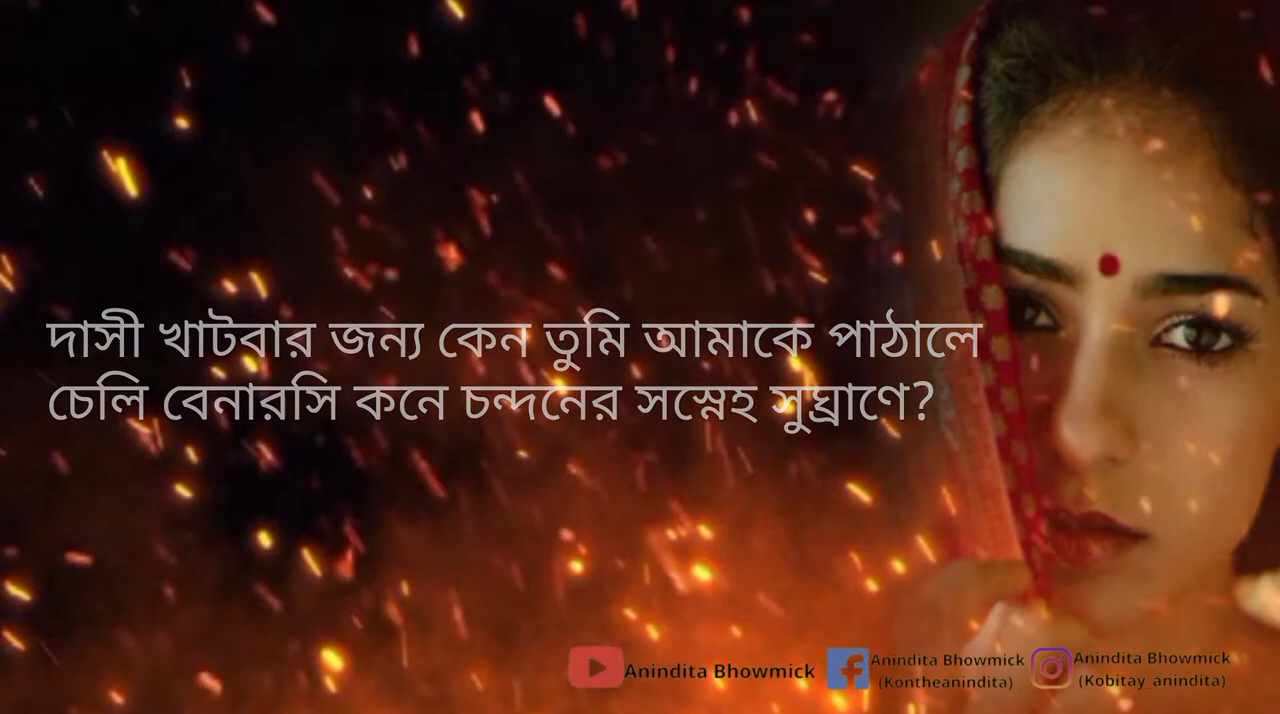 দাসী খাটবার জন্য কেন তুমি আমাকে পাঠালে
চেলি বেনারসি কনে চন্দনের সস্নেহ সুঘ্রাণে?
Anindita Bhowmick
Anindita Bhowmick
(Kontheanindita)
Anindita Bhowmick
(Kobitay_anindita)